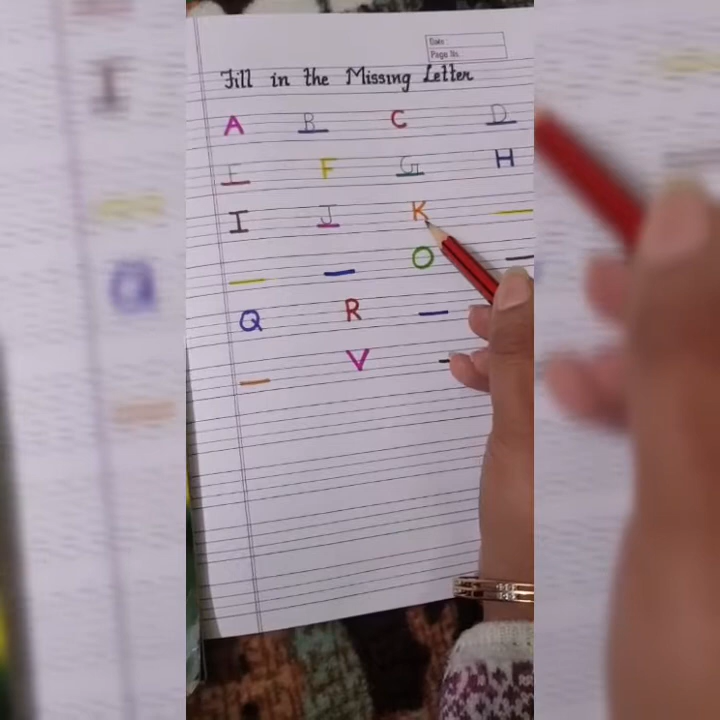 Date
Page No.
Fill in the Missing Letter
A B C D
E F G H
I J K _
_ _ O _
Q R _
_ V _